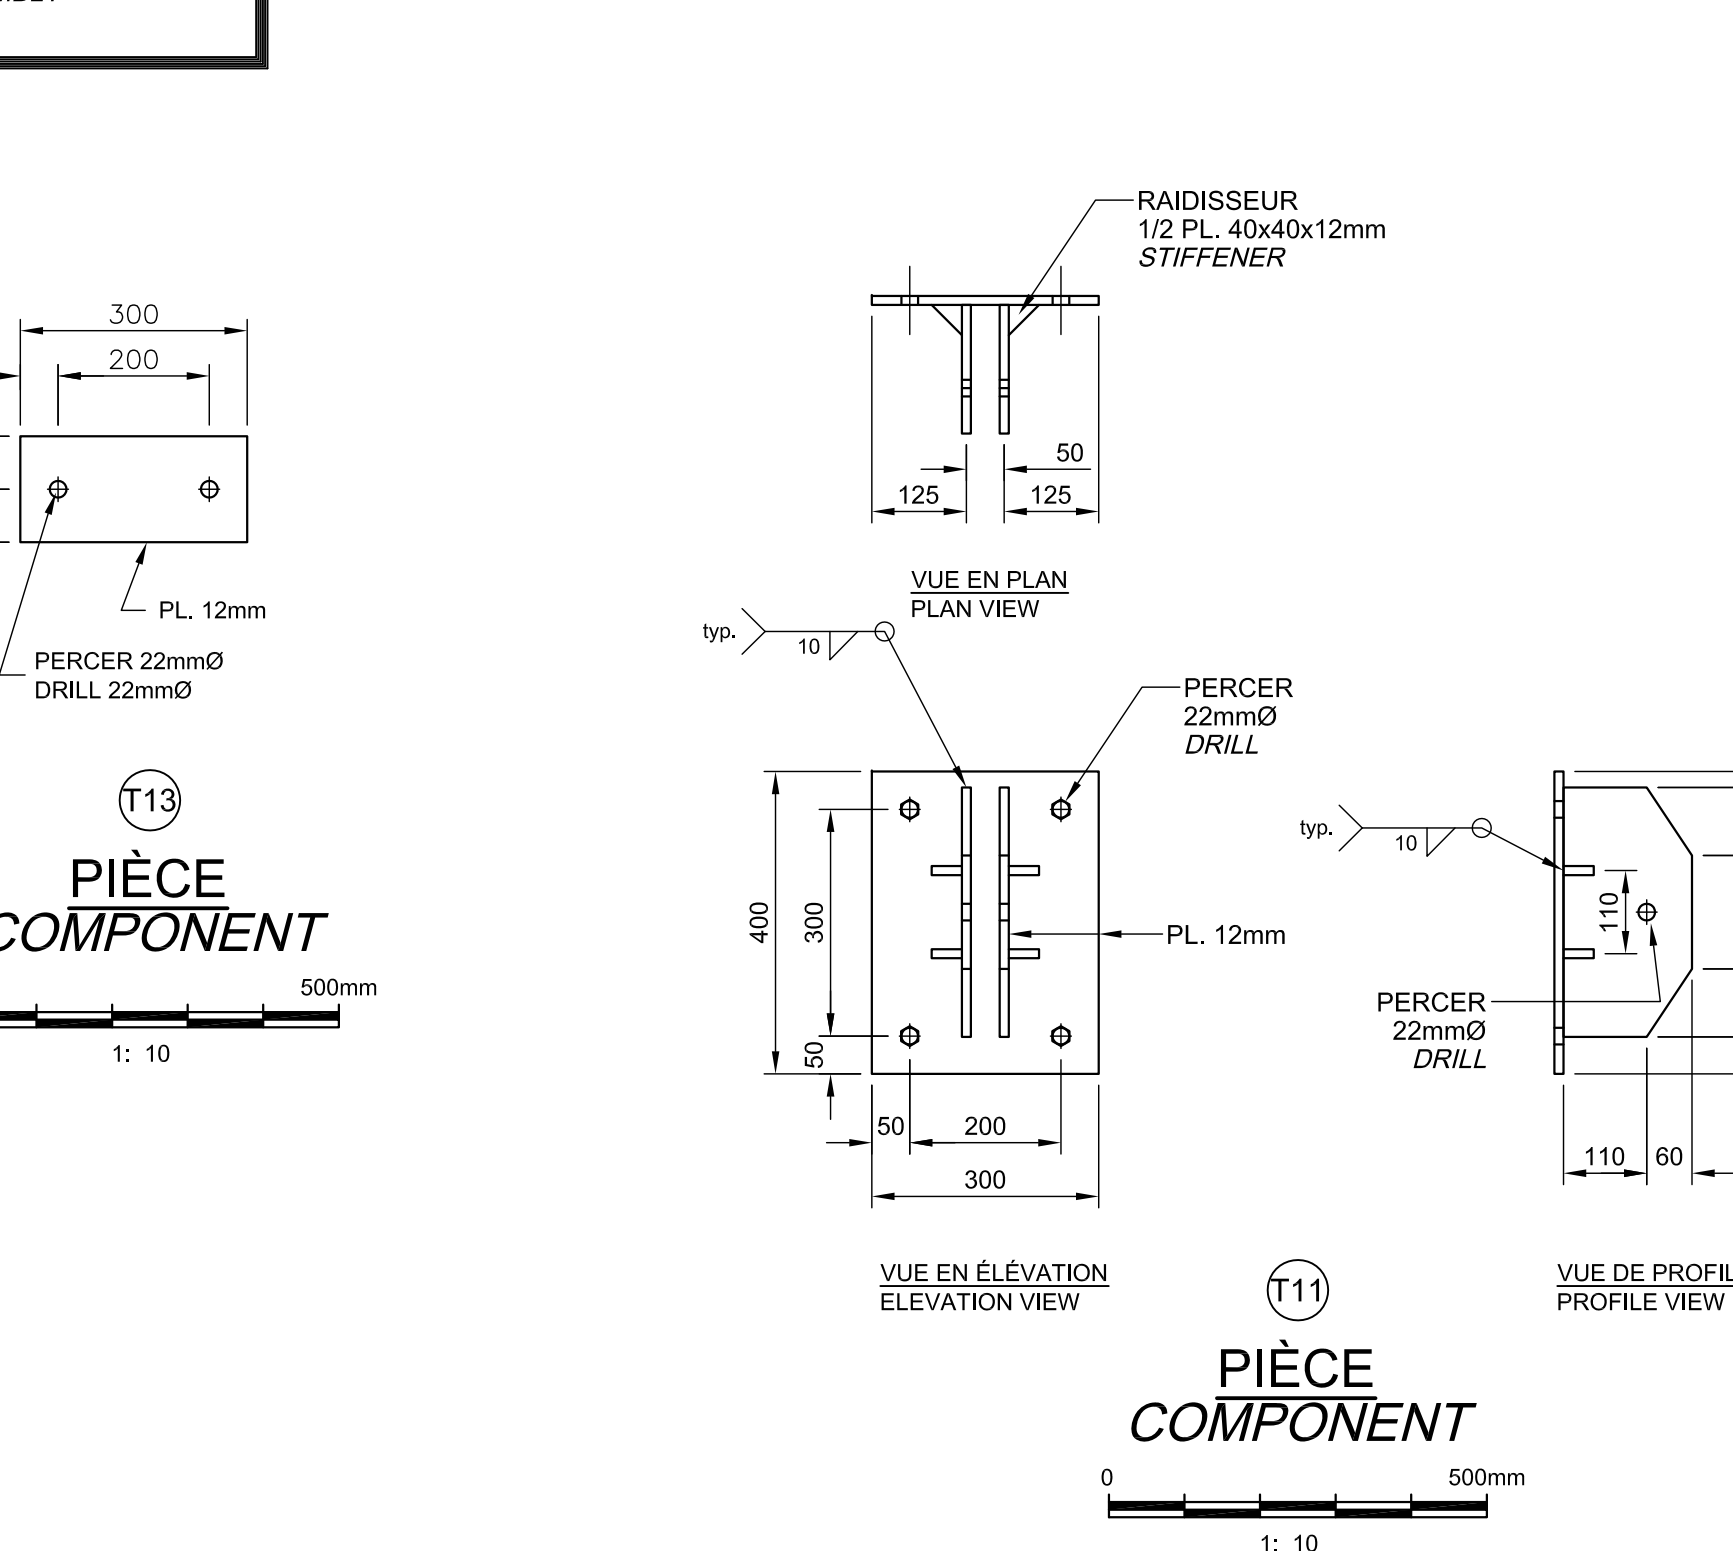 300
200
PL. 12mm
PERCER 22mmØ
DRILL 22mmØ
T13
PIÈCE
COMPONENT
500mm
1: 10
RAIDISSEUR
1/2 PL. 40x40x12mm
STIFFENER
50
125
125
VUE EN PLAN
PLAN VIEW
typ.
10
PERCER
22mmØ
DRILL
400
300
50
PL. 12mm
50
200
300
VUE EN ÉLÉVATION
ELEVATION VIEW
typ.
10
110
PERCER
22mmØ
DRILL
110
60
VUE DE PROFIL
PROFILE VIEW
T11
PIÈCE
COMPONENT
0
500mm
1: 10